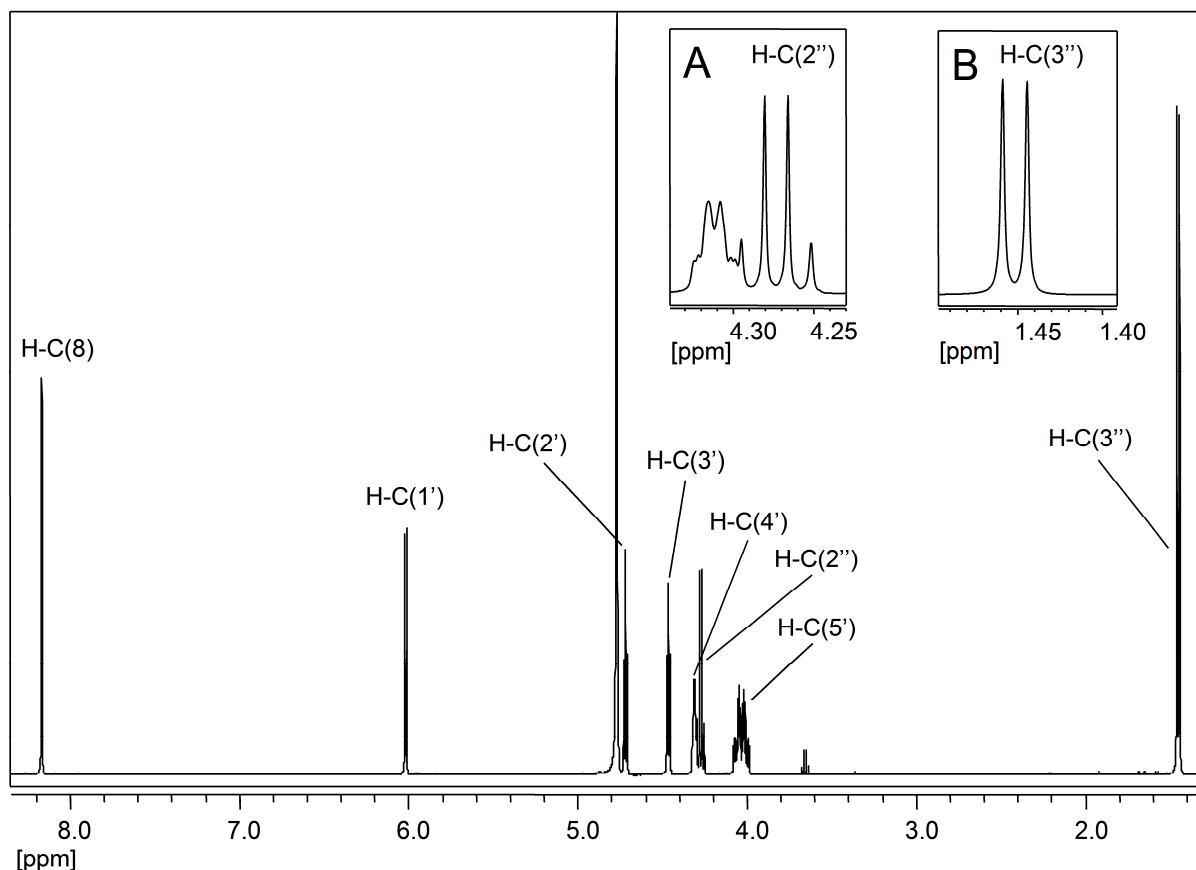 A H-C(2'')
4.30 4.25
[ppm]
B H-C(3'')
1.45 1.40
[ppm]
H-C(8)
H-C(1')
H-C(2')
H-C(3')
H-C(4')
H-C(2'')
H-C(5')
H-C(3'')
8.0 7.0 6.0 5.0 4.0 3.0 2.0
[ppm]